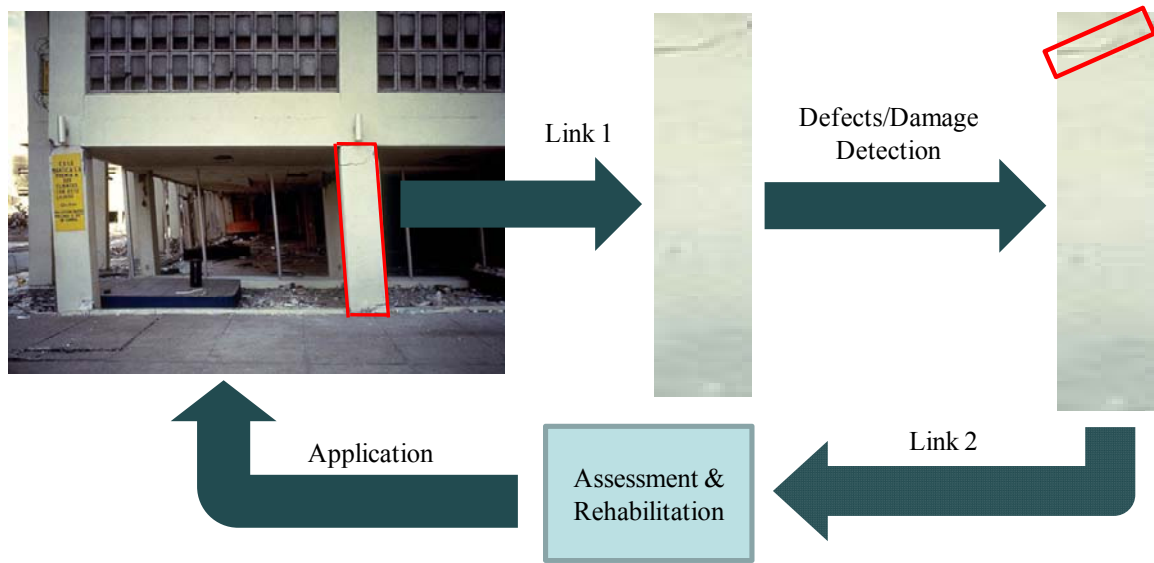 Link 1
Defects/Damage
Detection
Link 2
Assessment &
Rehabilitation
Application